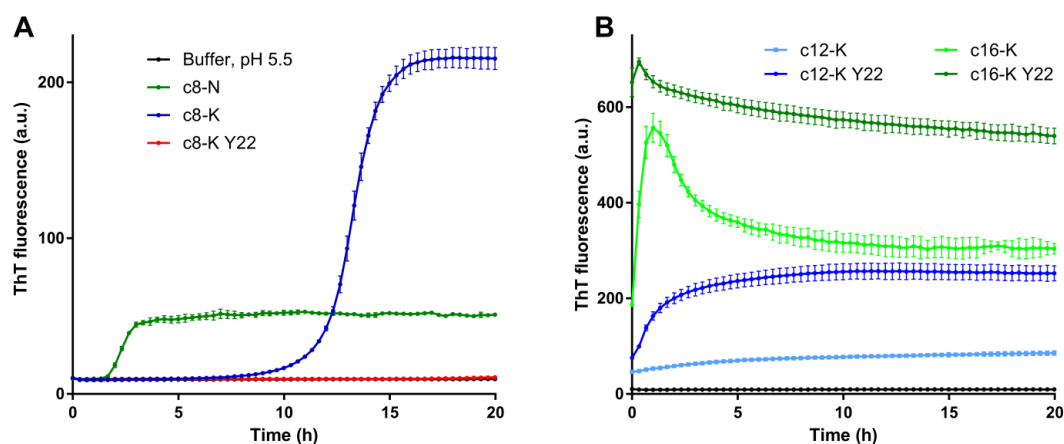 A
ThT fluorescence (a.u.)
200
100
0
0
5
10
15
20
Time (h)
Buffer, pH 5.5
c8-N
c8-K
c8-K Y22
B
ThT fluorescence (a.u.)
600
400
200
0
0
5
10
15
20
Time (h)
c12-K
c12-K Y22
c16-K
c16-K Y22